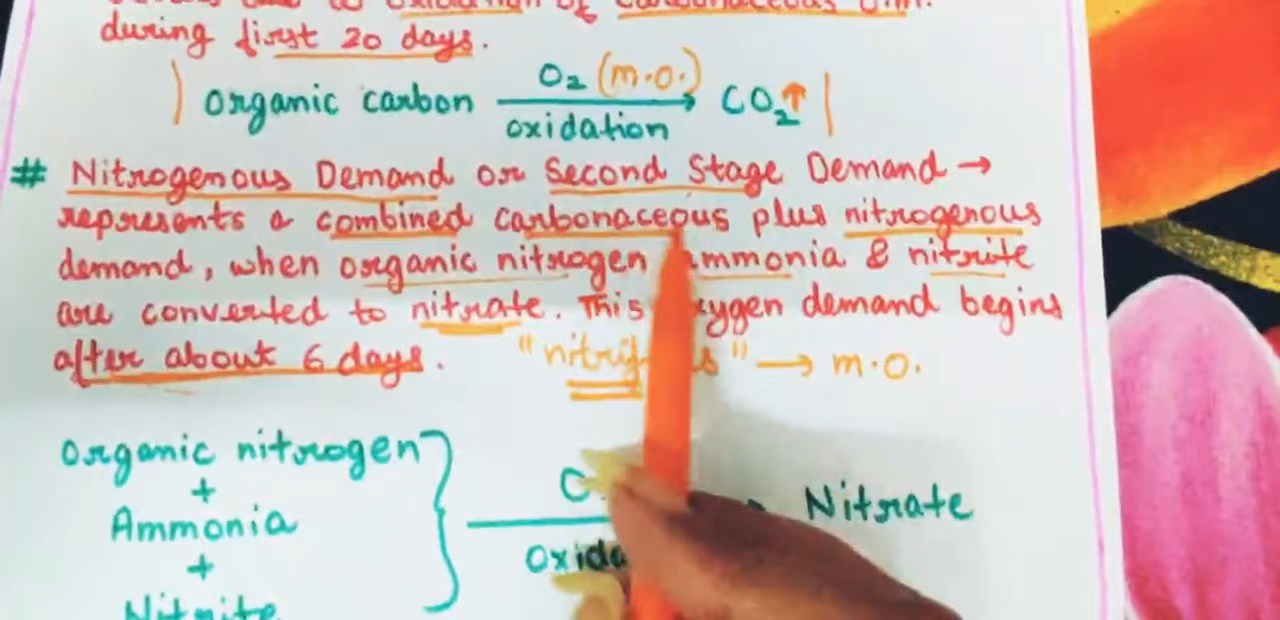 during first 20 days.
Organic carbon O2 (m.o.) oxidation CO2↑
# Nitrogenous Demand or Second Stage Demand →
represents a combined carbonaceous plus nitrogenous
demand, when organic nitrogen & nitrite
are converted to nitrate. This demand begins
after about 6 days. → m.o.
Organic nitrogen
+
Ammonia
+
Nitrite
Nitrate